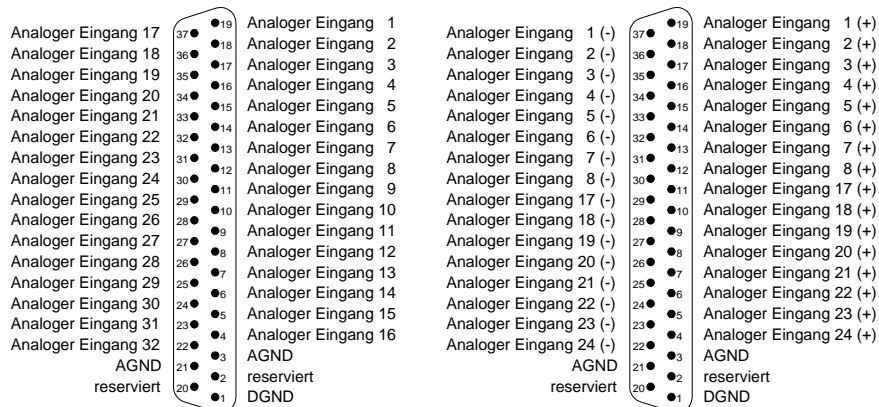 19 Analoger Eingang 1
Analoger Eingang 17 37
18 Analoger Eingang 2
Analoger Eingang 18 36
17 Analoger Eingang 3
Analoger Eingang 19 35
16 Analoger Eingang 4
Analoger Eingang 20 34
15 Analoger Eingang 5
Analoger Eingang 21 33
14 Analoger Eingang 6
Analoger Eingang 22 32
13 Analoger Eingang 7
Analoger Eingang 23 31
12 Analoger Eingang 8
Analoger Eingang 24 30
11 Analoger Eingang 9
Analoger Eingang 25 29
10 Analoger Eingang 10
Analoger Eingang 26 28
9 Analoger Eingang 11
Analoger Eingang 27 27
8 Analoger Eingang 12
Analoger Eingang 28 26
7 Analoger Eingang 13
Analoger Eingang 29 25
6 Analoger Eingang 14
Analoger Eingang 30 24
5 Analoger Eingang 15
Analoger Eingang 31 23
4 Analoger Eingang 16
Analoger Eingang 32 22
3 AGND
AGND 21
2 reserviert
reserviert 20
1 DGND
19 Analoger Eingang 1 (+)
Analoger Eingang 1 (-) 37
18 Analoger Eingang 2 (+)
Analoger Eingang 2 (-) 36
17 Analoger Eingang 3 (+)
Analoger Eingang 3 (-) 35
16 Analoger Eingang 4 (+)
Analoger Eingang 4 (-) 34
15 Analoger Eingang 5 (+)
Analoger Eingang 5 (-) 33
14 Analoger Eingang 6 (+)
Analoger Eingang 6 (-) 32
13 Analoger Eingang 7 (+)
Analoger Eingang 7 (-) 31
12 Analoger Eingang 8 (+)
Analoger Eingang 8 (-) 30
11 Analoger Eingang 17 (+)
Analoger Eingang 17 (-) 29
10 Analoger Eingang 18 (+)
Analoger Eingang 18 (-) 28
9 Analoger Eingang 19 (+)
Analoger Eingang 19 (-) 27
8 Analoger Eingang 20 (+)
Analoger Eingang 20 (-) 26
7 Analoger Eingang 21 (+)
Analoger Eingang 21 (-) 25
6 Analoger Eingang 22 (+)
Analoger Eingang 22 (-) 24
5 Analoger Eingang 23 (+)
Analoger Eingang 23 (-) 23
4 Analoger Eingang 24 (+)
Analoger Eingang 24 (-) 22
3 AGND
AGND 21
2 reserviert
reserviert 20
1 DGND